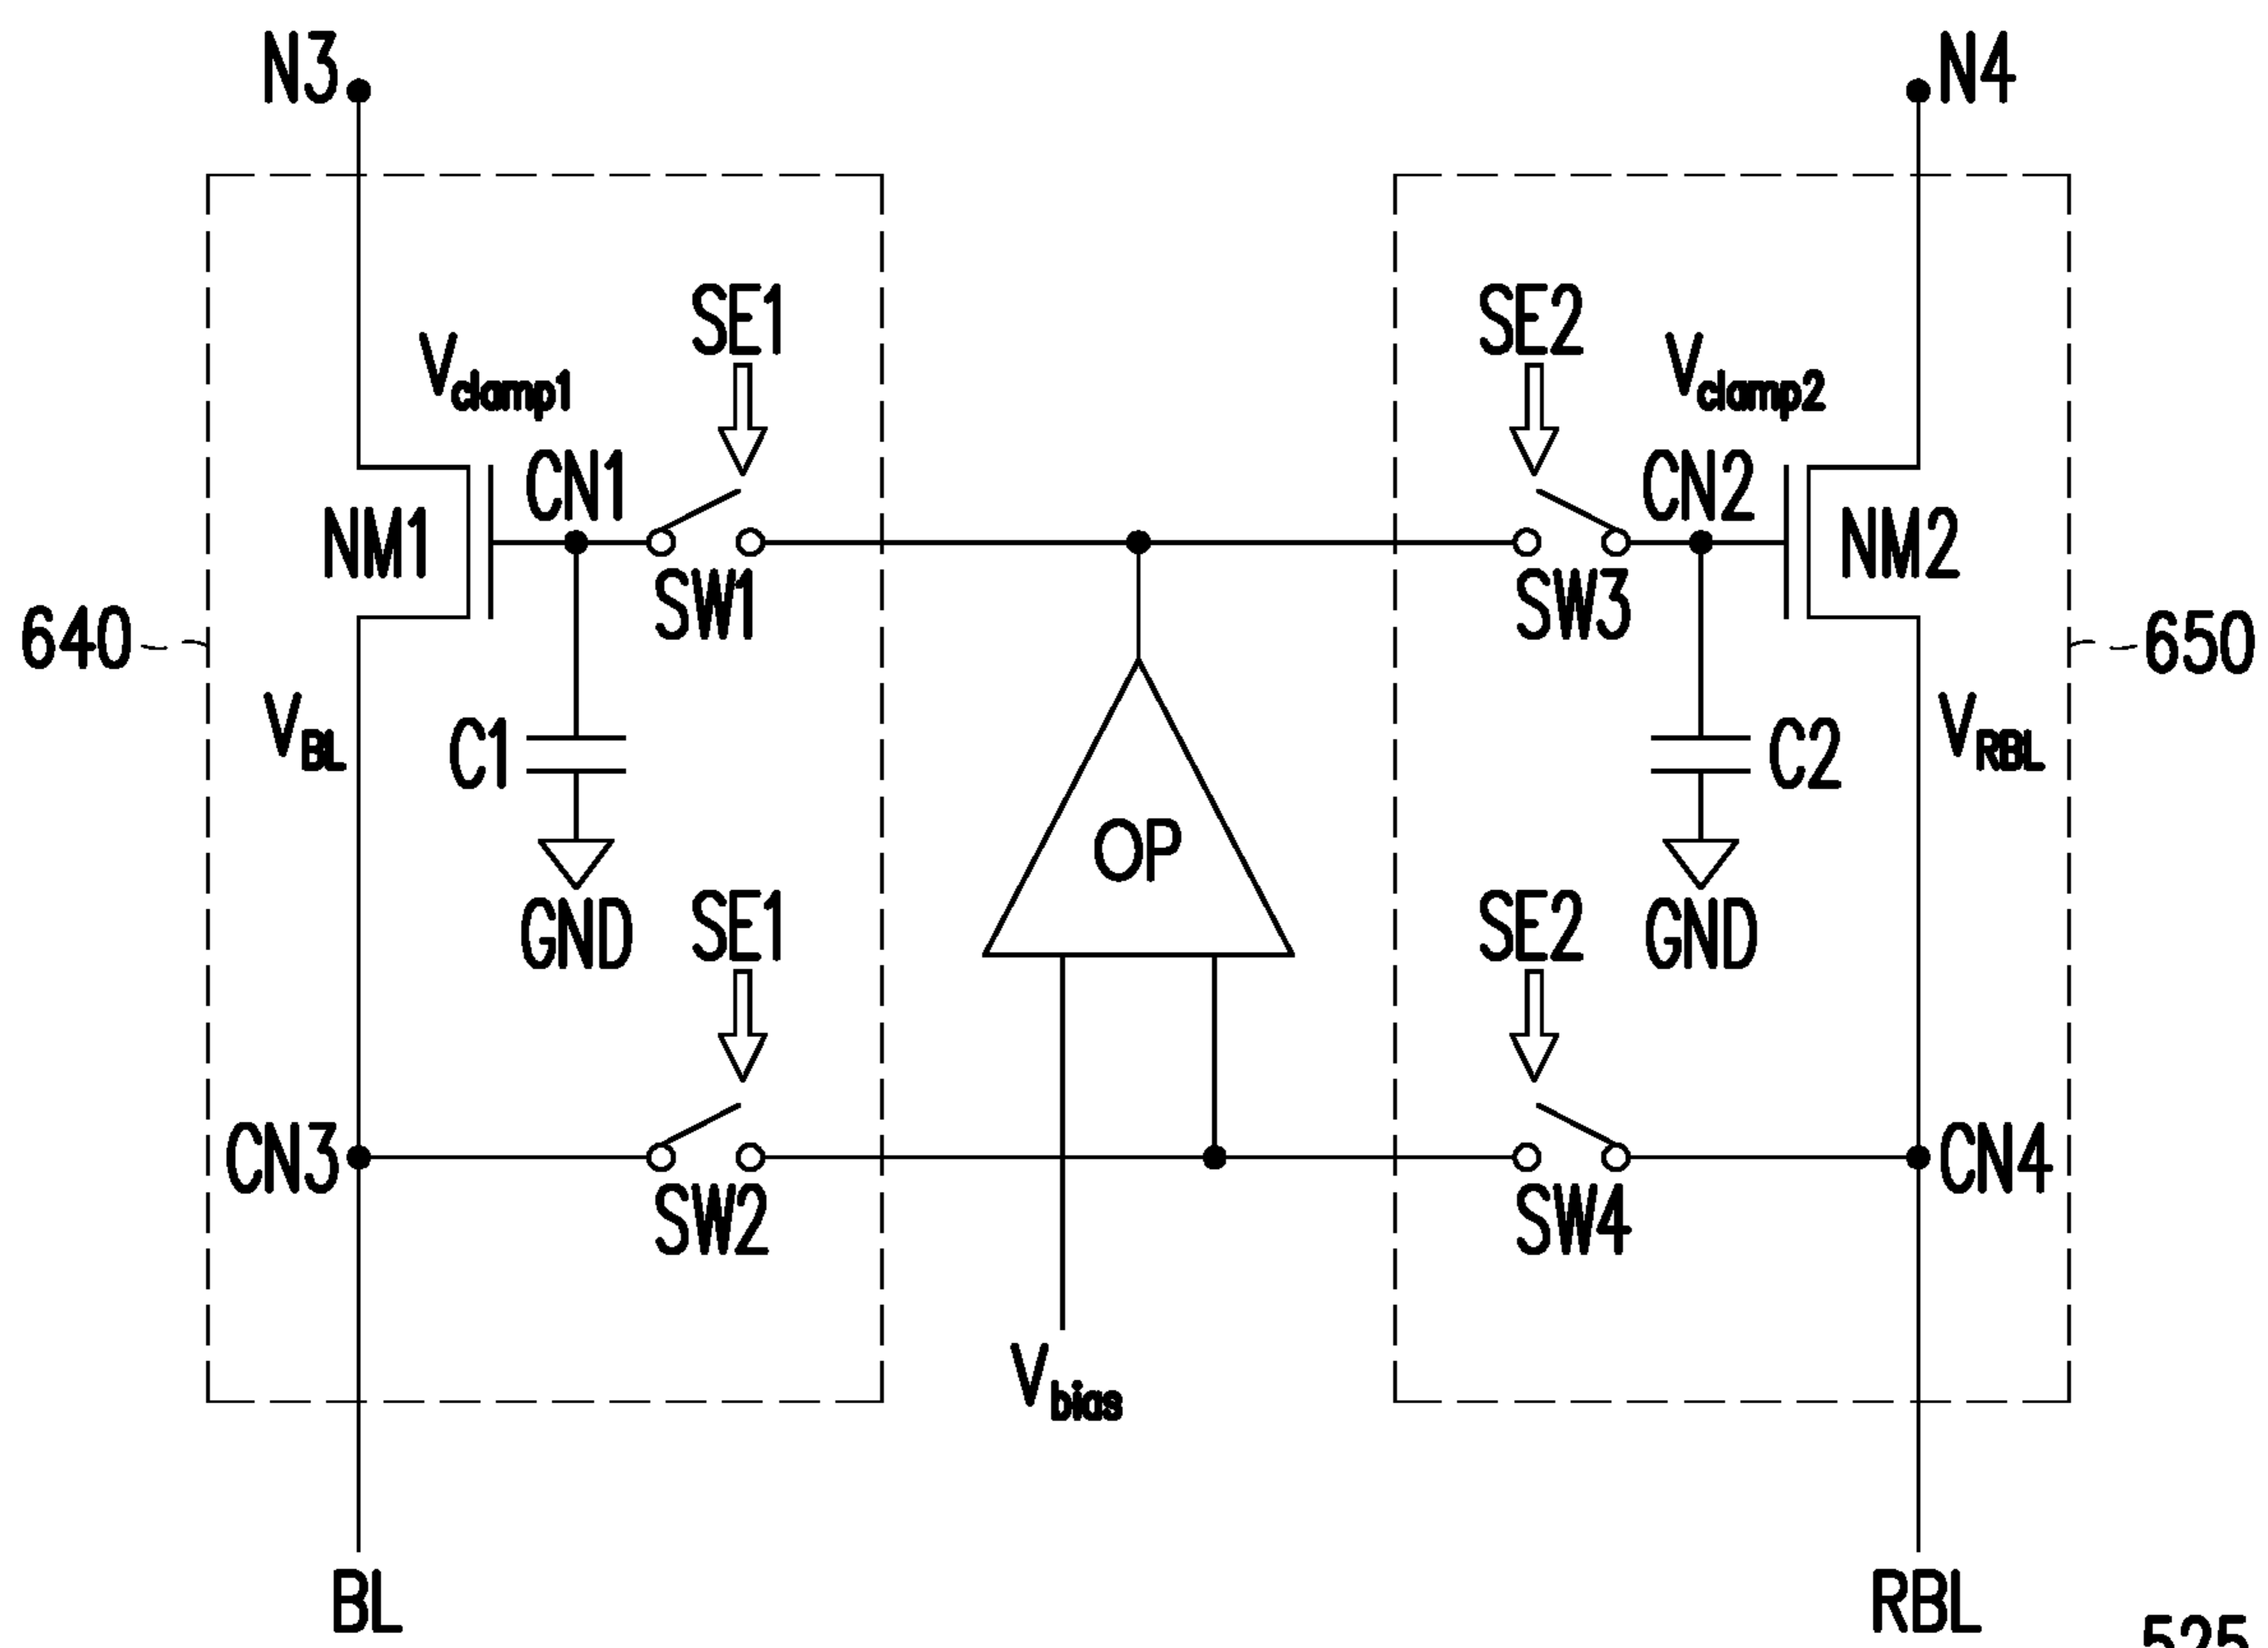 N3
N4
SE1
SE2
Vclamp1
Vclamp2
CN1
CN2
NM1
NM2
SW1
SW3
640
650
VBL
VRBL
C1
C2
OP
GND
SE1
SE2
GND
CN3
CN4
SW2
SW4
Vbias
BL
RBL
525